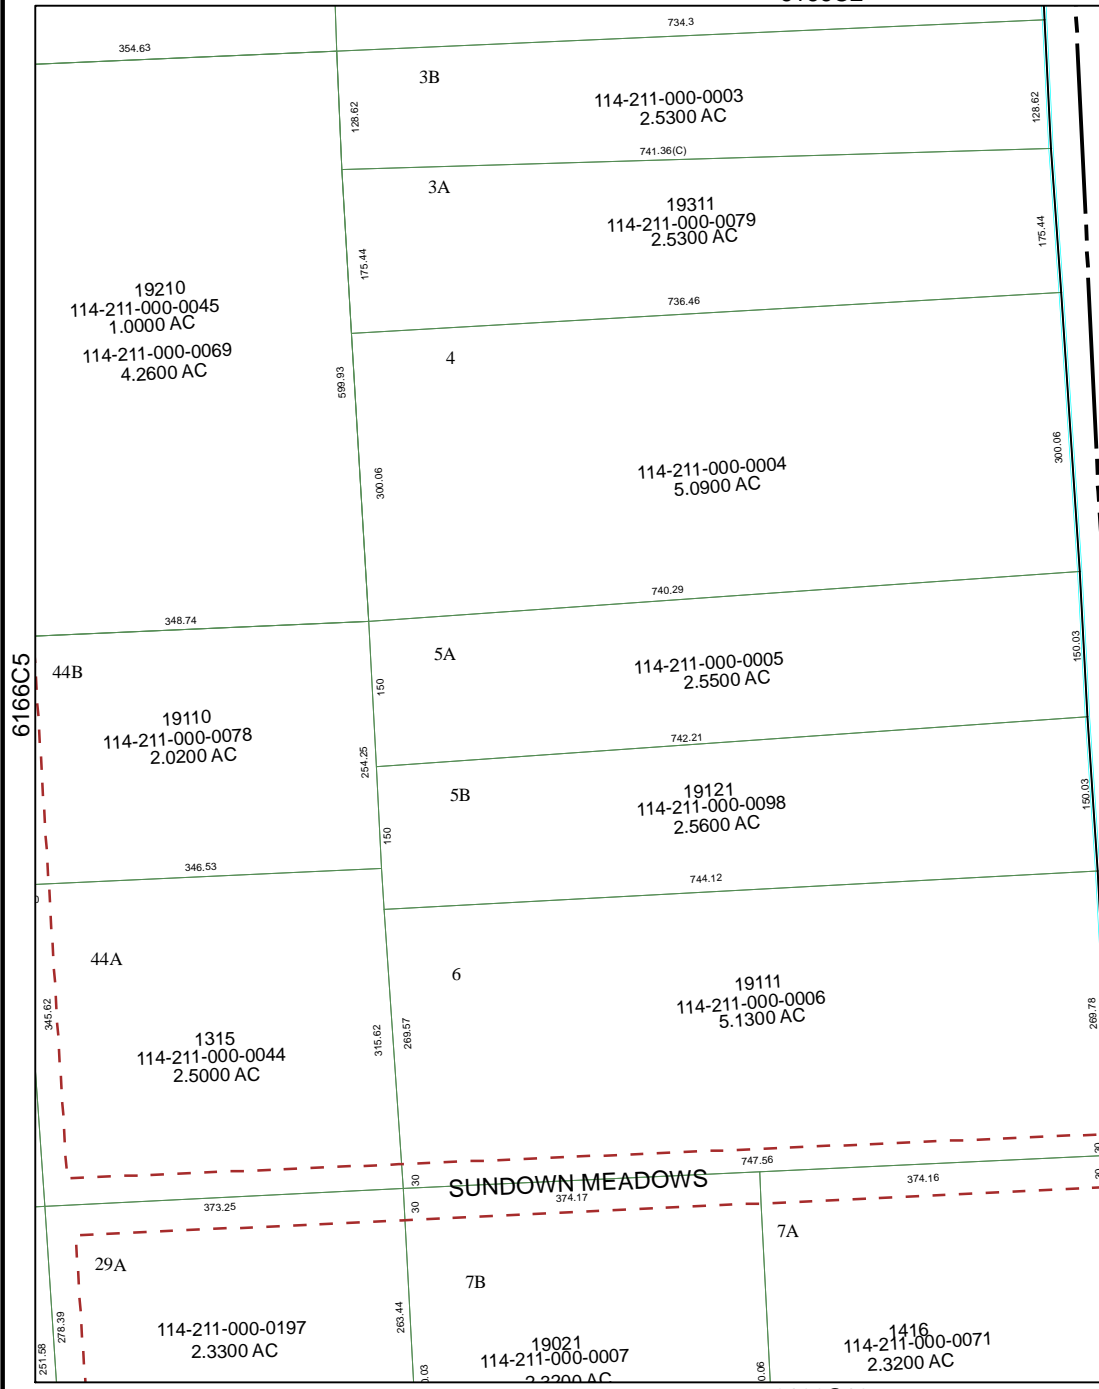 734.3
354.63
3B
114-211-000-0003
2.5300 AC
128.62
128.62
741.36(C)
3A
19311
114-211-000-0079
2.5300 AC
175.44
175.44
19210
114-211-000-0045
1.0000 AC
114-211-000-0069
4.2600 AC
736.46
4
599.93
300.06
300.06
114-211-000-0004
5.0900 AC
740.29
348.74
6166C5
44B
5A
114-211-000-0005
2.5500 AC
150
150.03
19110
114-211-000-0078
2.0200 AC
742.21
254.25
5B
19121
114-211-000-0098
2.5600 AC
150
150.03
346.53
744.12
44A
6
19111
114-211-000-0006
5.1300 AC
345.62
315.62
269.57
269.78
1315
114-211-000-0044
2.5000 AC
747.56
30
30
SUNDOWN MEADOWS
373.25
374.17
374.16
30
30
7A
29A
7B
278.39
251.58
263.44
114-211-000-0197
2.3300 AC
19021
114-211-000-0007
2.3200 AC
1416
114-211-000-0071
2.3200 AC